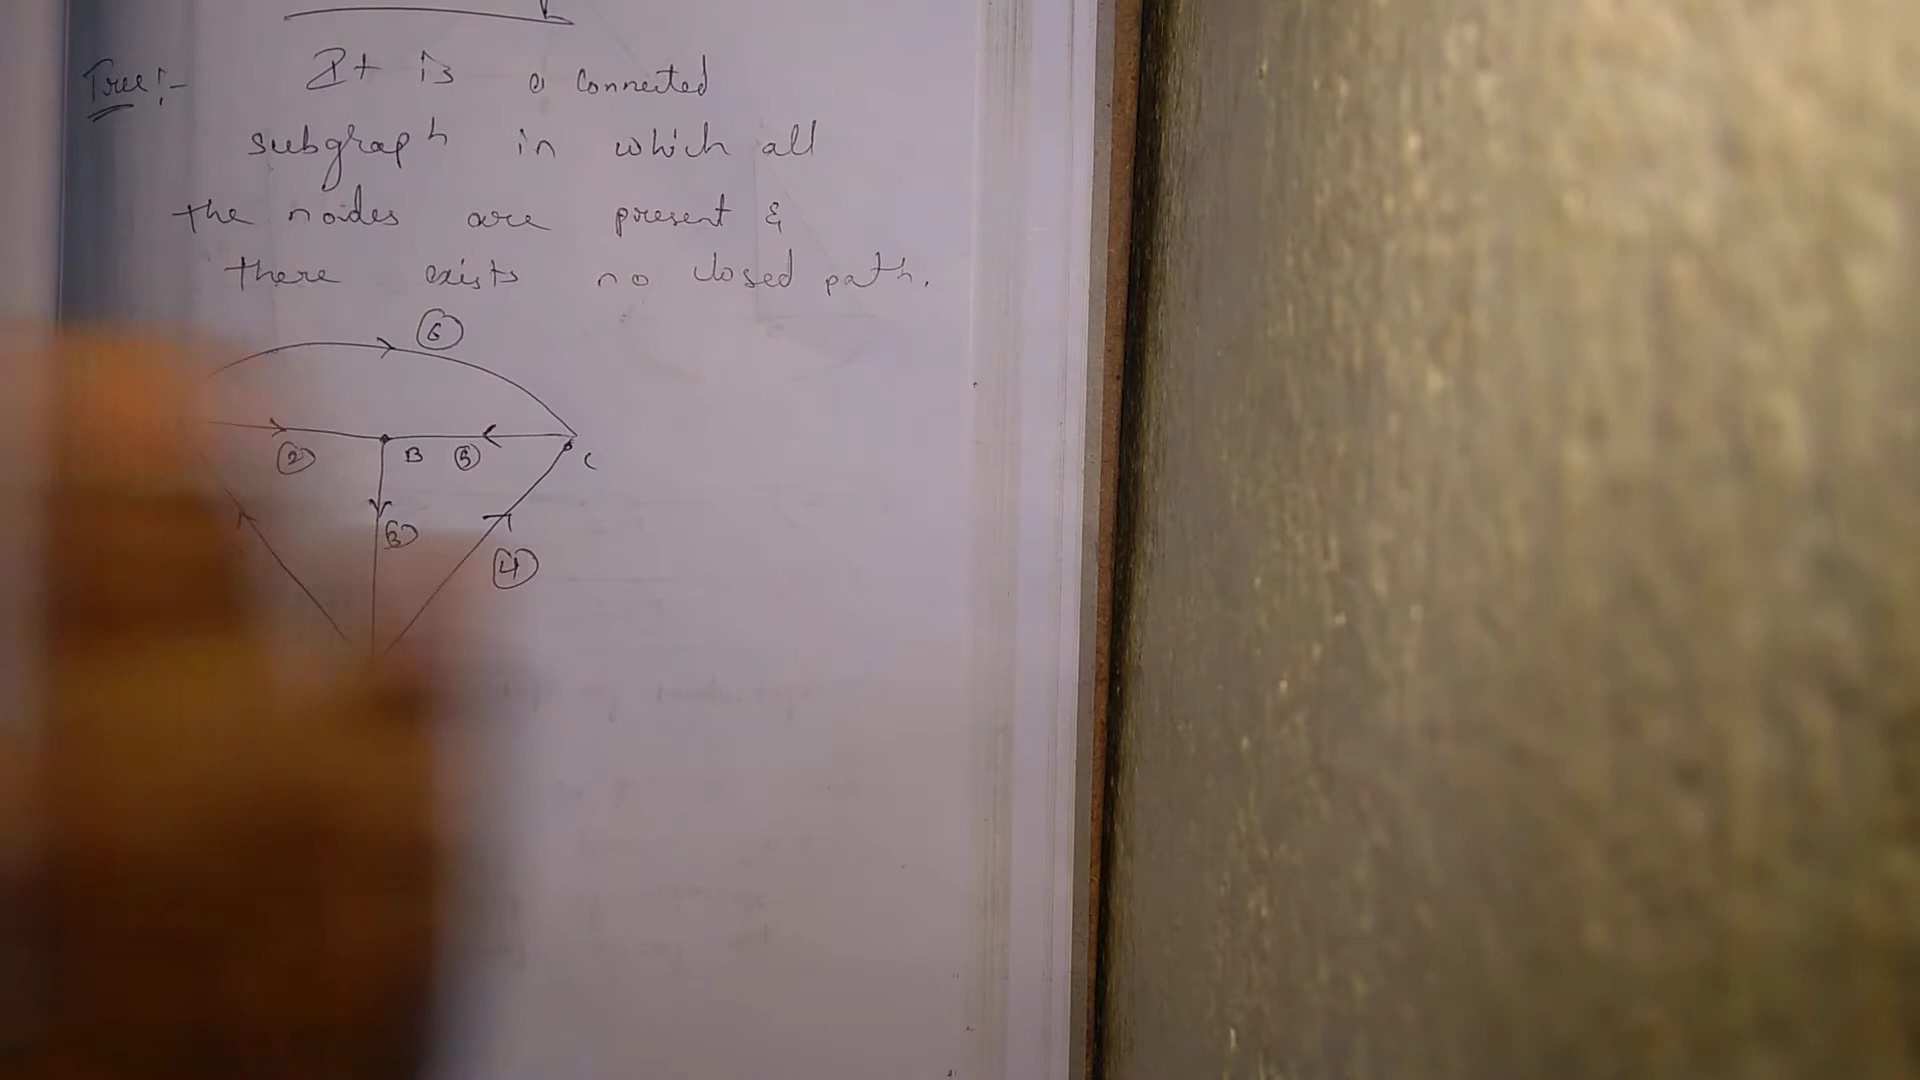 Tree:- It is a connected
subgraph in which all
the noides are present &
there exists no closed path.
6
2 B 5 C
3
4